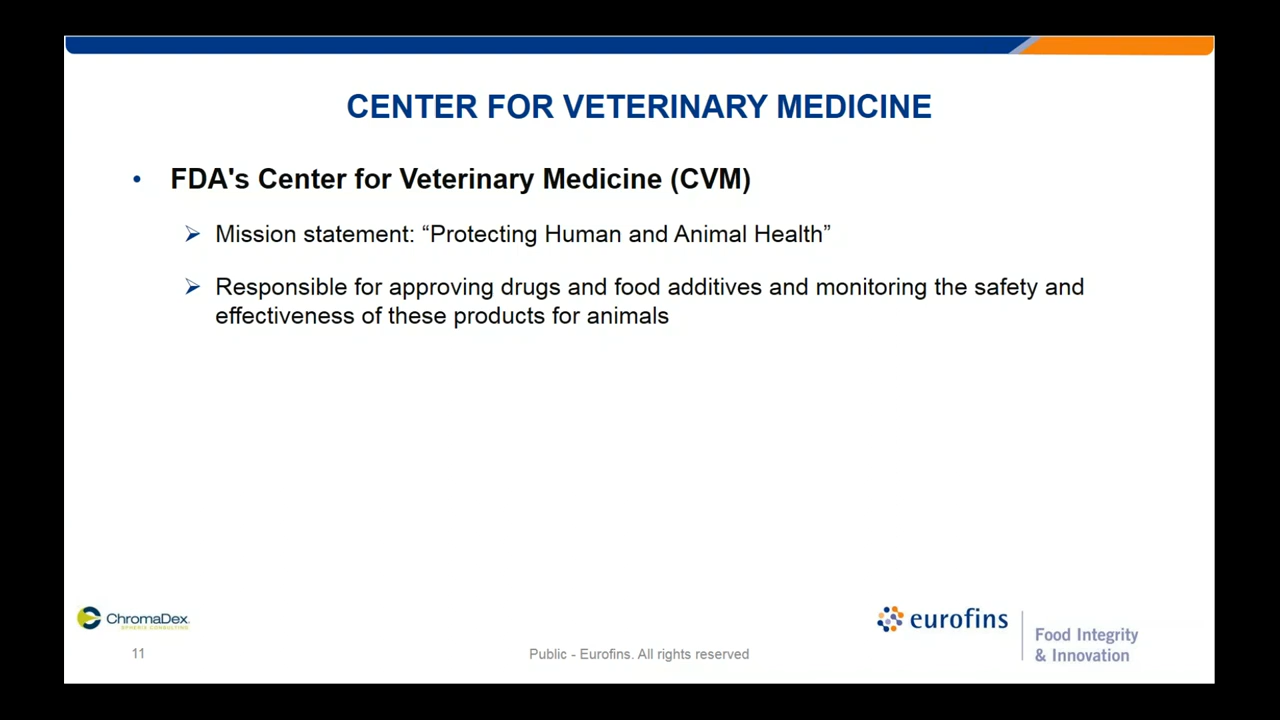 CENTER FOR VETERINARY MEDICINE
• FDA's Center for Veterinary Medicine (CVM)
➢ Mission statement: “Protecting Human and Animal Health”
➢ Responsible for approving drugs and food additives and monitoring the safety and
effectiveness of these products for animals
ChromaDex
SPHERIX CONSULTING
eurofins
Food Integrity
& Innovation
11
Public - Eurofins. All rights reserved